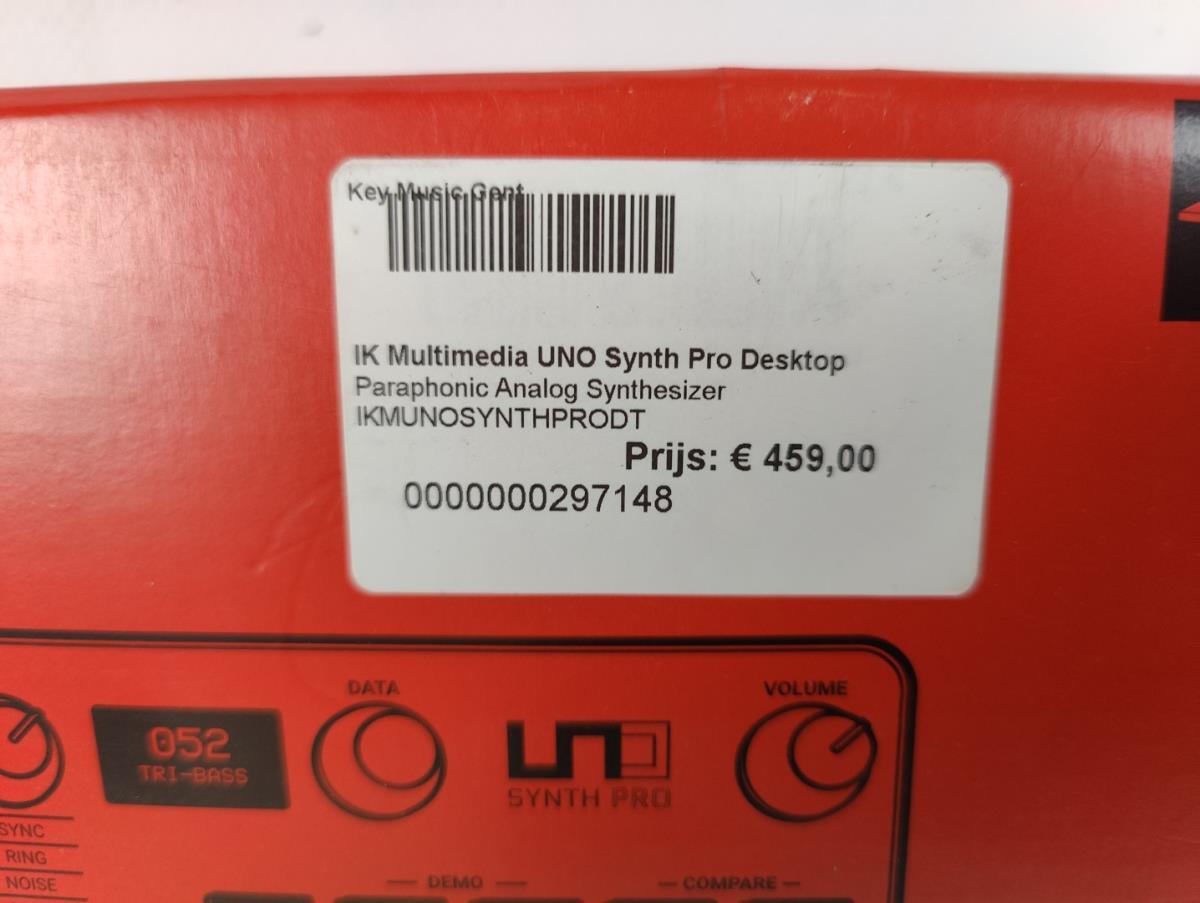 Key Music Gent
IK Multimedia UNO Synth Pro Desktop
Paraphonic Analog Synthesizer
IKMUNOSYNTHPRODT
Prijs: € 459,00
0000000297148
DATA
VOLUME
052
TRI-BASS
UNO
SYNTH PRO
SYNC
RING
NOISE
DEMO
COMPARE